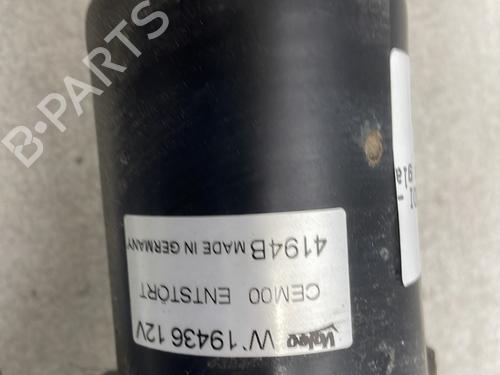 Valeo W 19436 12V
CEM00 ENTSTÖRT
4194B MADE IN GERMANY
B-PARTS